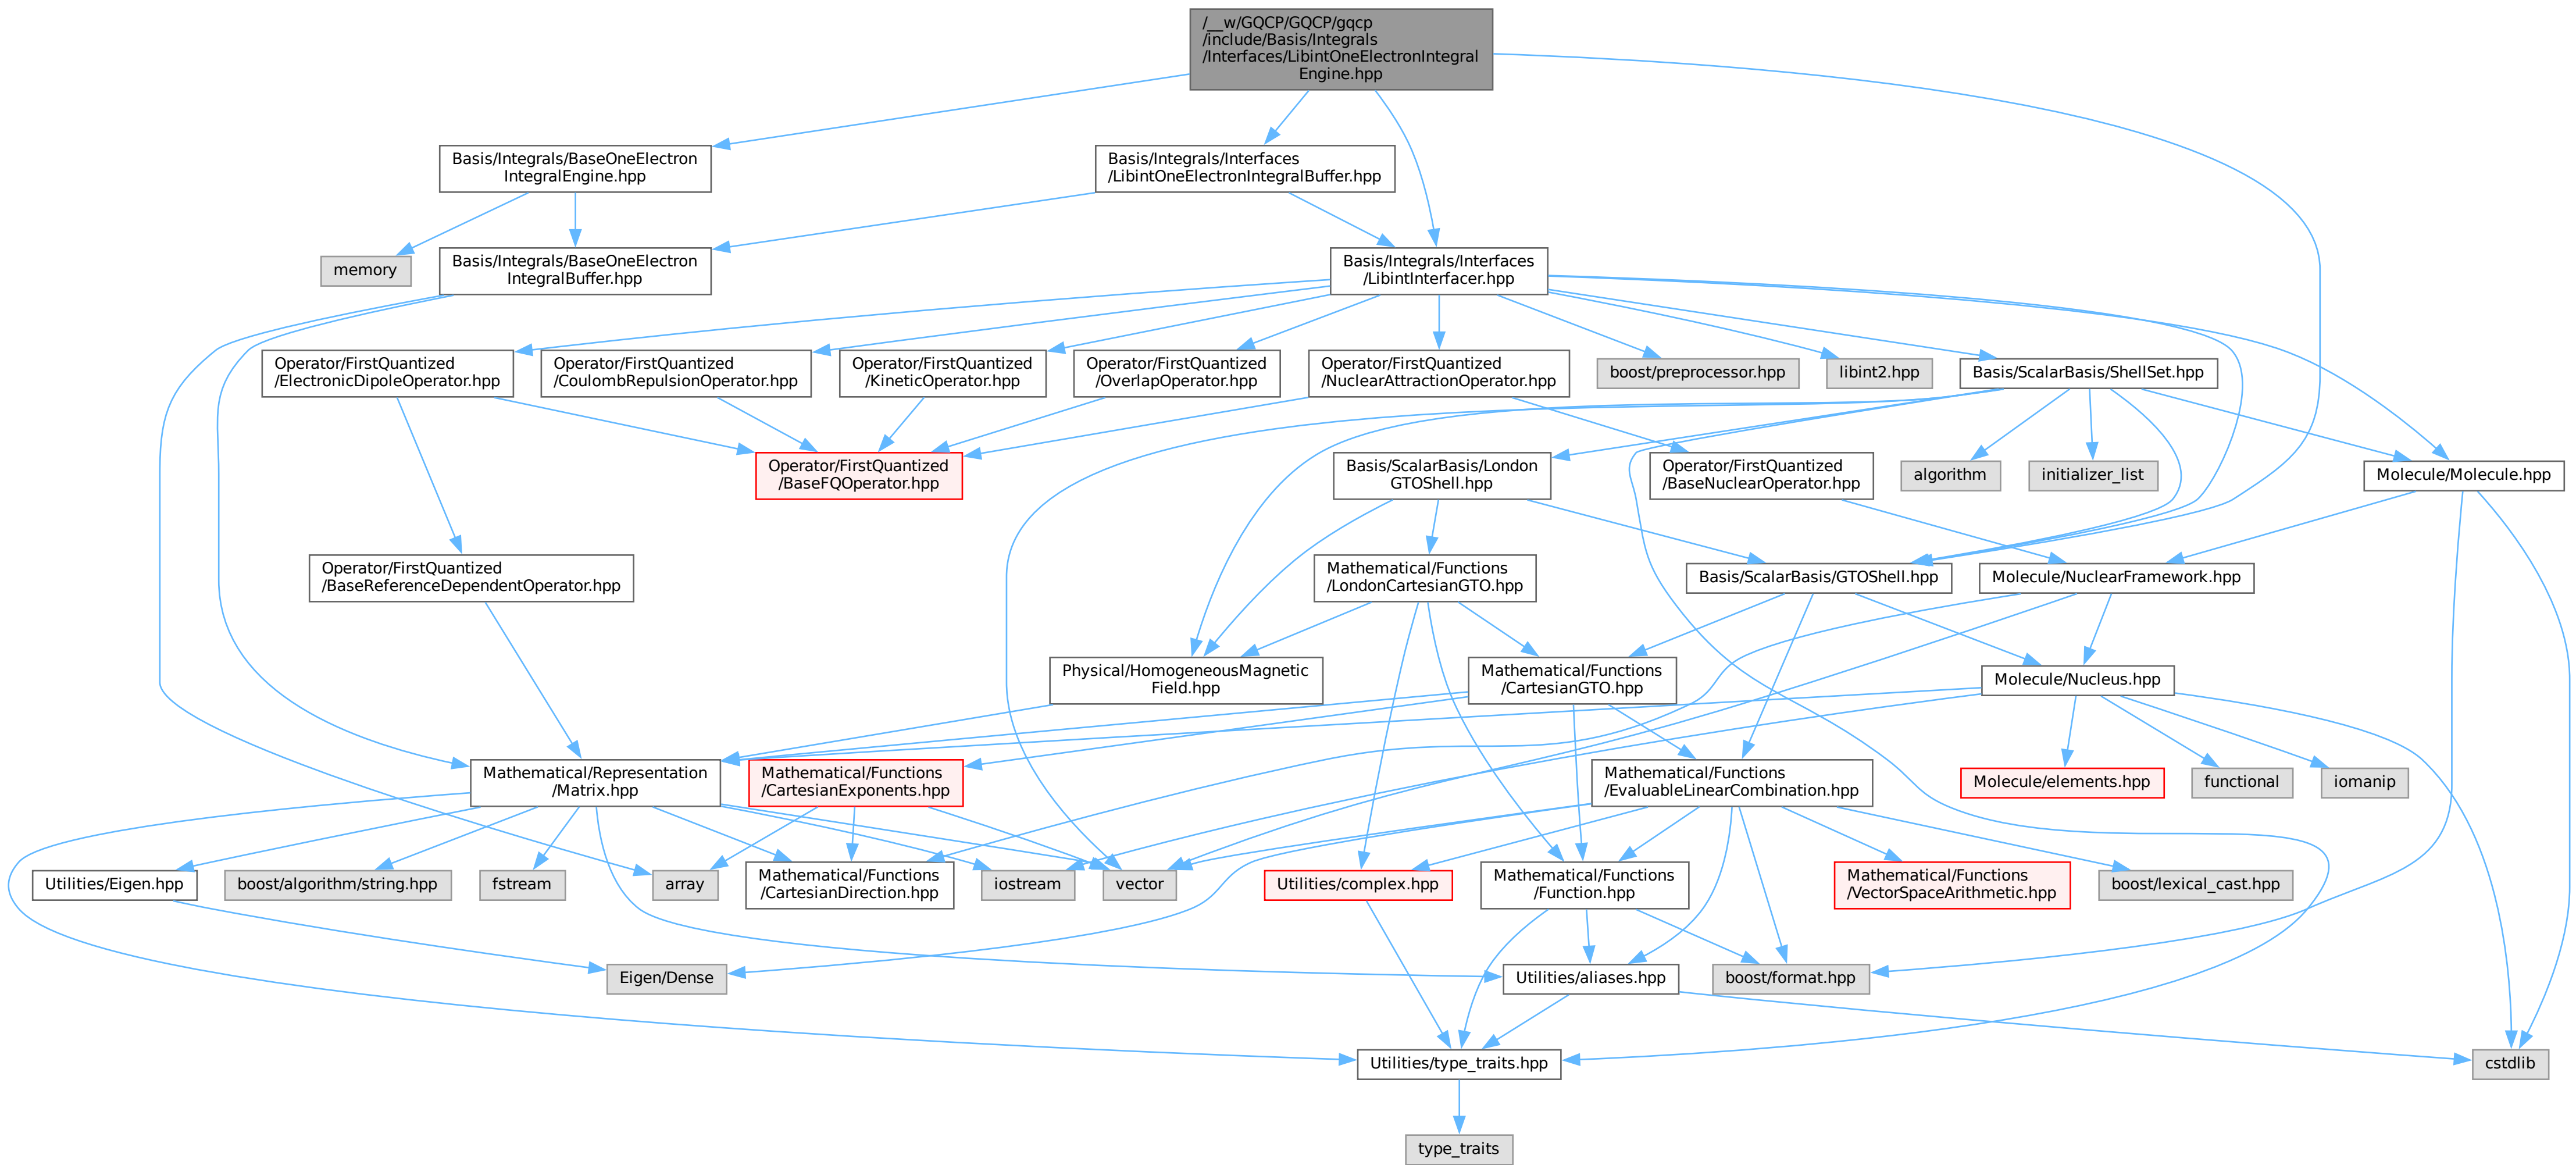 /__w/GQCP/GQCP/gqcp
/include/Basis/Integrals
/Interfaces/LibintOneElectronIntegral
Engine.hpp
Basis/Integrals/BaseOneElectron
IntegralEngine.hpp
Basis/Integrals/Interfaces
/LibintOneElectronIntegralBuffer.hpp
memory
Basis/Integrals/BaseOneElectron
IntegralBuffer.hpp
Basis/Integrals/Interfaces
/LibintInterfacer.hpp
Operator/FirstQuantized
/ElectronicDipoleOperator.hpp
Operator/FirstQuantized
/CoulombRepulsionOperator.hpp
Operator/FirstQuantized
/KineticOperator.hpp
Operator/FirstQuantized
/OverlapOperator.hpp
Operator/FirstQuantized
/NuclearAttractionOperator.hpp
boost/preprocessor.hpp
libint2.hpp
Basis/ScalarBasis/ShellSet.hpp
Operator/FirstQuantized
/BaseFQOperator.hpp
Basis/ScalarBasis/London
GTOShell.hpp
Operator/FirstQuantized
/BaseNuclearOperator.hpp
algorithm
initializer_list
Molecule/Molecule.hpp
Operator/FirstQuantized
/BaseReferenceDependentOperator.hpp
Mathematical/Functions
/LondonCartesianGTO.hpp
Basis/ScalarBasis/GTOShell.hpp
Molecule/NuclearFramework.hpp
Physical/HomogeneousMagnetic
Field.hpp
Mathematical/Functions
/CartesianGTO.hpp
Molecule/Nucleus.hpp
Mathematical/Representation
/Matrix.hpp
Mathematical/Functions
/CartesianExponents.hpp
Mathematical/Functions
/EvaluableLinearCombination.hpp
Molecule/elements.hpp
functional
iomanip
Utilities/Eigen.hpp
boost/algorithm/string.hpp
fstream
array
Mathematical/Functions
/CartesianDirection.hpp
iostream
vector
Utilities/complex.hpp
Mathematical/Functions
/Function.hpp
Mathematical/Functions
/VectorSpaceArithmetic.hpp
boost/lexical_cast.hpp
Eigen/Dense
Utilities/aliases.hpp
boost/format.hpp
Utilities/type_traits.hpp
cstdlib
type_traits